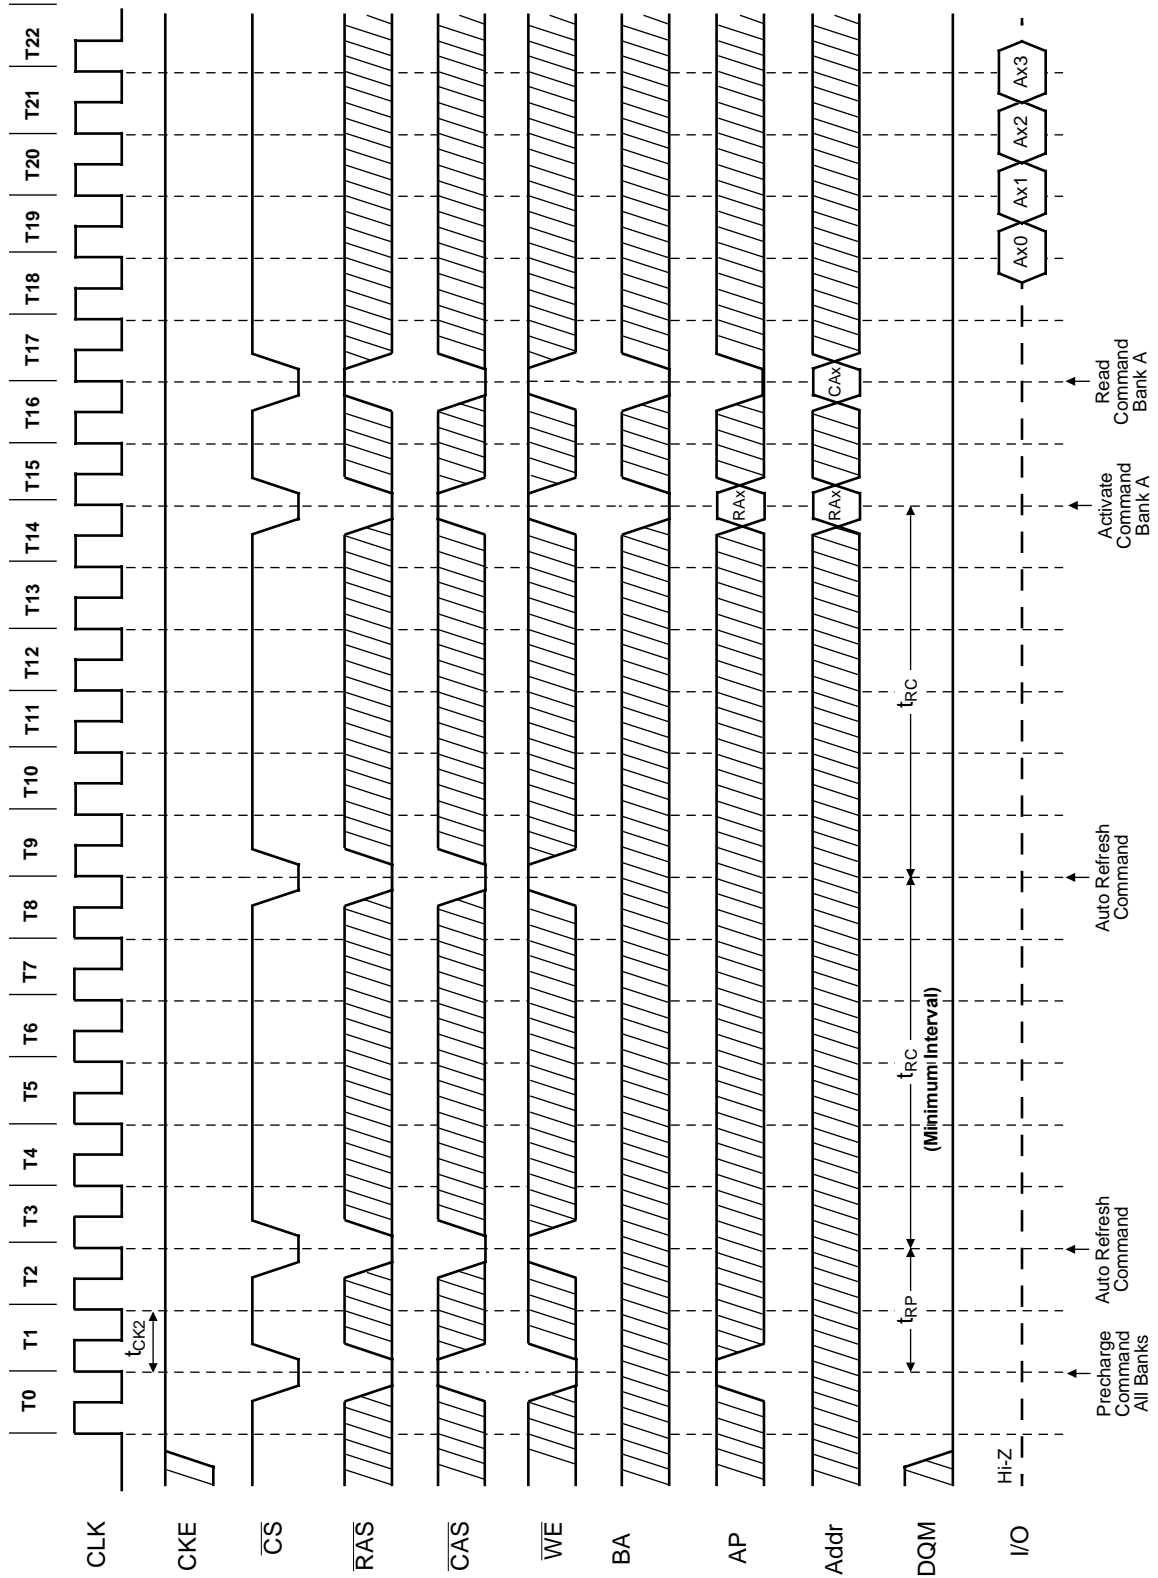 T0 T1 T2 T3 T4 T5 T6 T7 T8 T9 T10 T11 T12 T13 T14 T15 T16 T17 T18 T19 T20 T21 T22
CLK
tCK2
CKE
CS
RAS
CAS
WE
BA
AP
RAx
Addr
RAx
CAx
tRP
tRC
tRC
(Minimum Interval)
DQM
Hi-Z
I/O
Ax0
Ax1
Ax2
Ax3
Precharge
Command
All Banks
Auto Refresh
Command
Auto Refresh
Command
Activate
Command
Bank A
Read
Command
Bank A